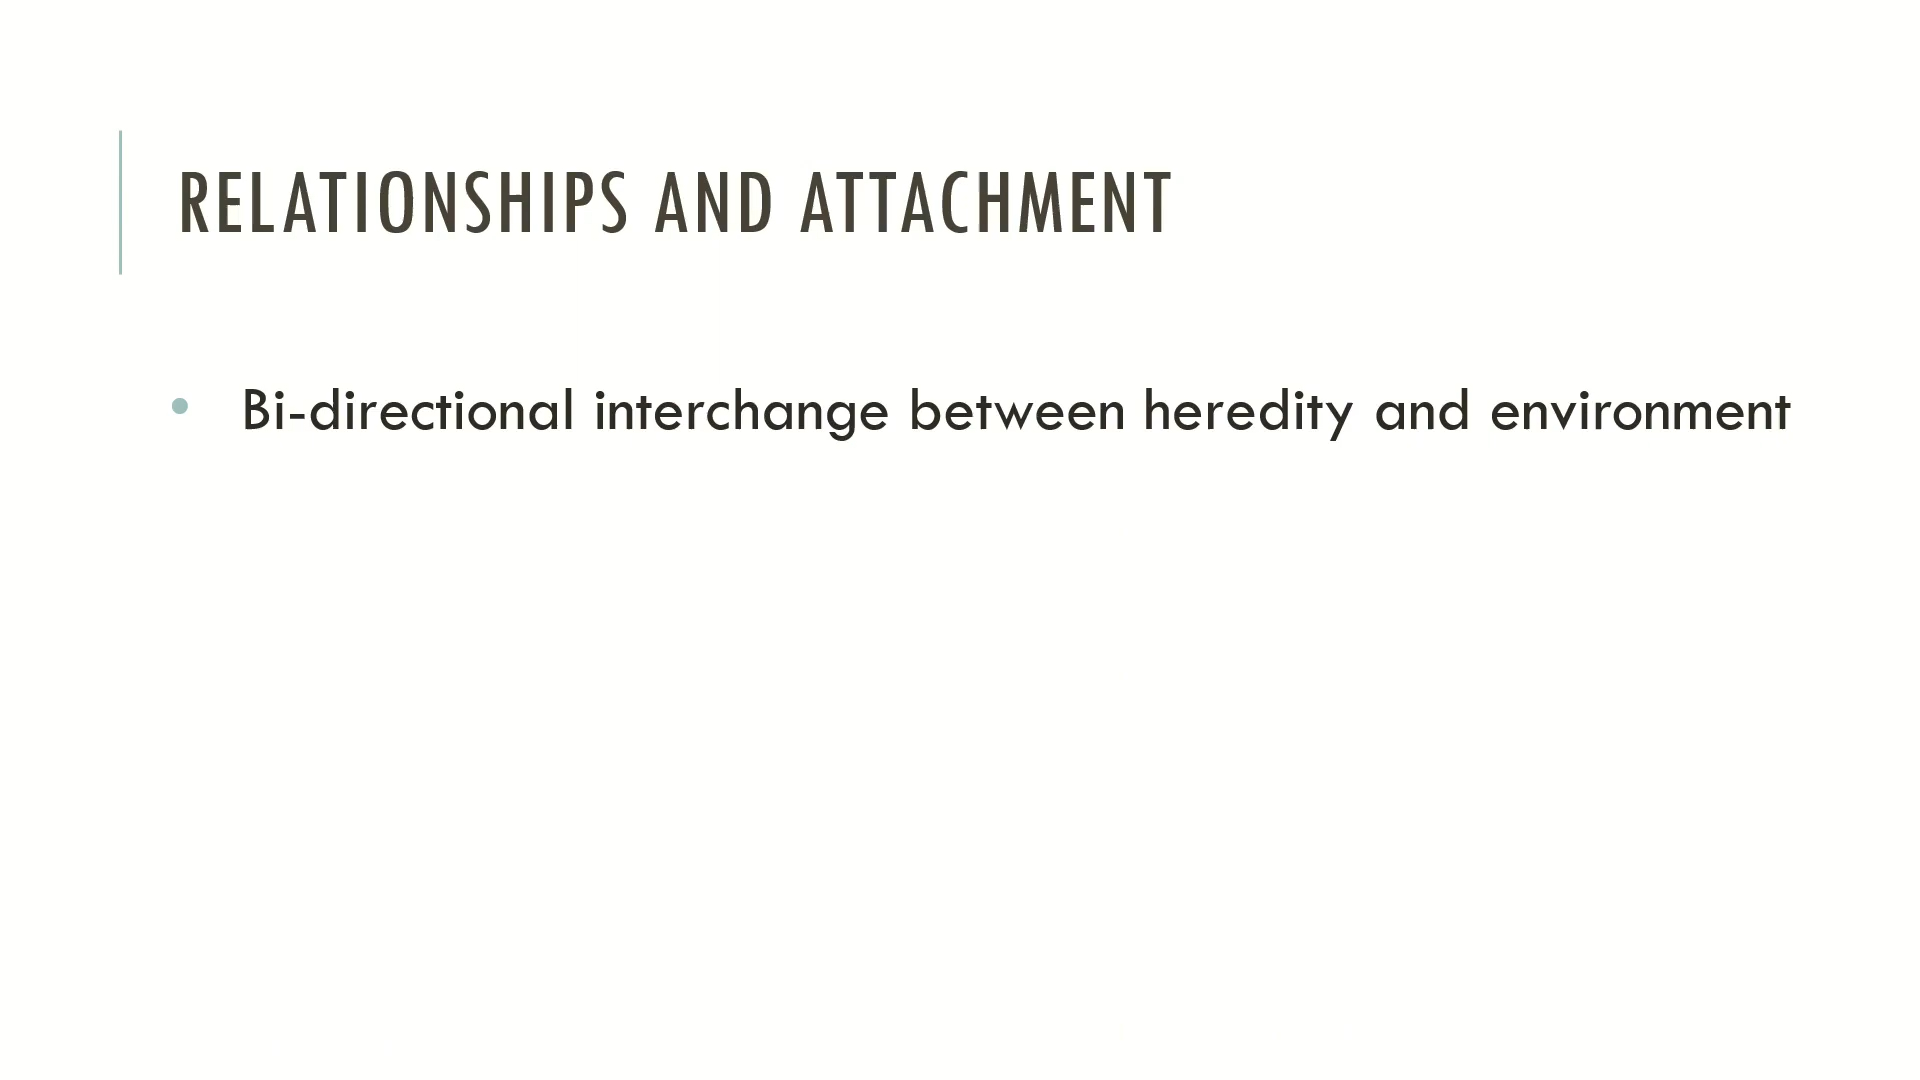 RELATIONSHIPS AND ATTACHMENT
• Bi-directional interchange between heredity and environment